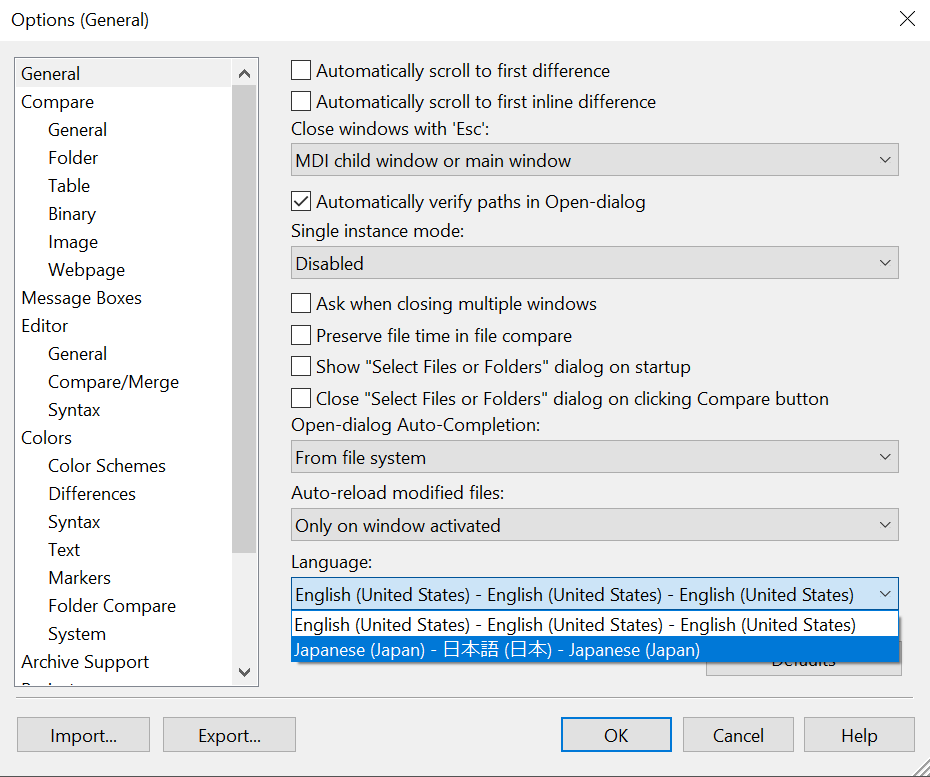 Options (General)
General
Compare
General
Folder
Table
Binary
Image
Webpage
Message Boxes
Editor
General
Compare/Merge
Syntax
Colors
Color Schemes
Differences
Syntax
Text
Markers
Folder Compare
System
Archive Support
Automatically scroll to first difference
Automatically scroll to first inline difference
Close windows with 'Esc':
MDI child window or main window
Automatically verify paths in Open-dialog
Single instance mode:
Disabled
Ask when closing multiple windows
Preserve file time in file compare
Show "Select Files or Folders" dialog on startup
Close "Select Files or Folders" dialog on clicking Compare button
Open-dialog Auto-Completion:
From file system
Auto-reload modified files:
Only on window activated
Language:
English (United States) - English (United States) - English (United States)
English (United States) - English (United States) - English (United States)
Japanese (Japan) - 日本語 (日本) - Japanese (Japan)
Defaults
Import...
Export...
OK
Cancel
Help